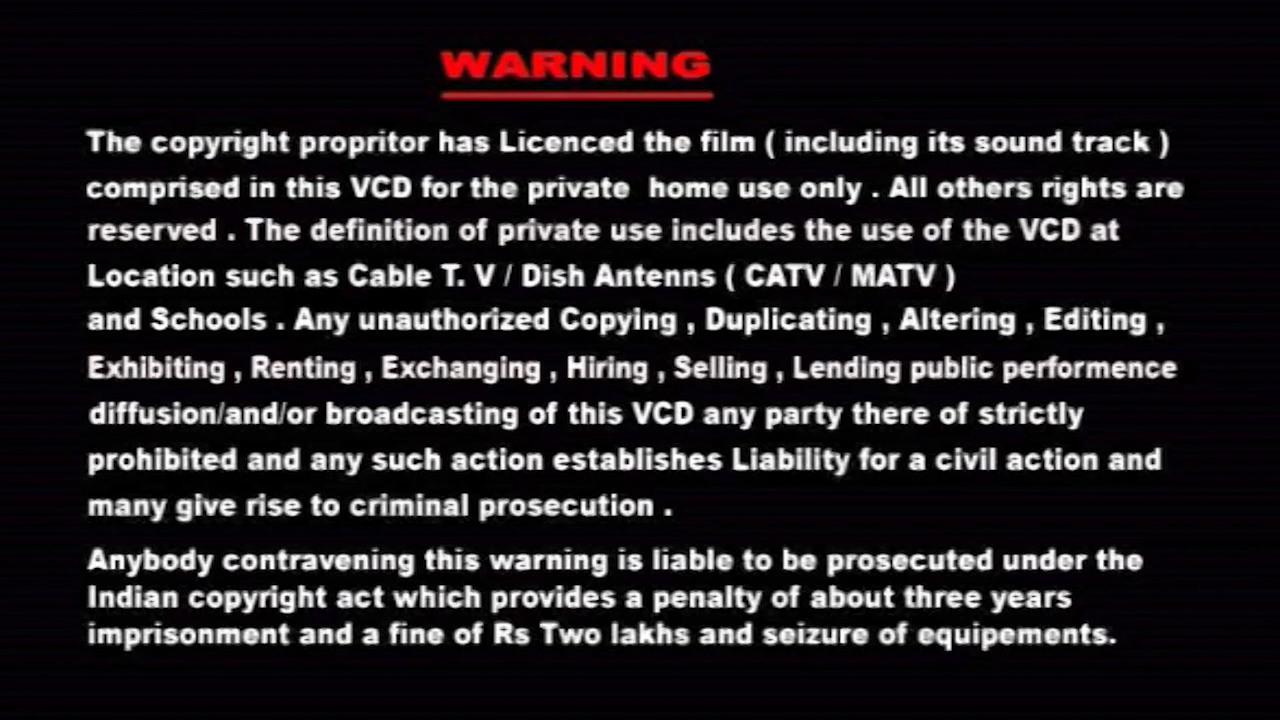 WARNING
The copyright propritor has Licenced the film ( including its sound track )
comprised in this VCD for the private  home use only . All others rights are
reserved . The definition of private use includes the use of the VCD at
Location such as Cable T. V / Dish Antenns ( CATV / MATV )
and Schools . Any unauthorized Copying , Duplicating , Altering , Editing ,
Exhibiting , Renting , Exchanging , Hiring , Selling , Lending public performence
diffusion/and/or broadcasting of this VCD any party there of strictly
prohibited and any such action establishes Liability for a civil action and
many give rise to criminal prosecution .
Anybody contravening this warning is liable to be prosecuted under the
Indian copyright act which provides a penalty of about three years
imprisonment and a fine of Rs Two lakhs and seizure of equipements.